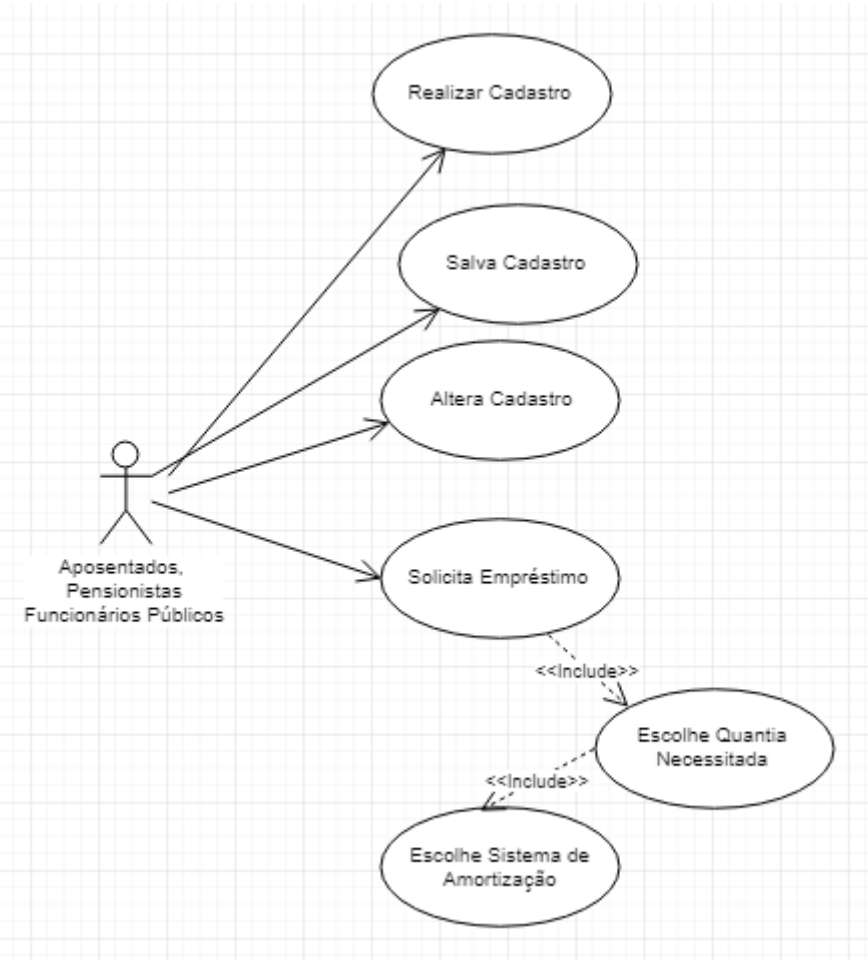 Realizar Cadastro
Salva Cadastro
Altera Cadastro
Aposentados,
Pensionistas
Funcionários Públicos
Solicita Empréstimo
<<Include>>
Escolhe Quantia
Necessitada
<<Include>>
Escolhe Sistema de
Amortização